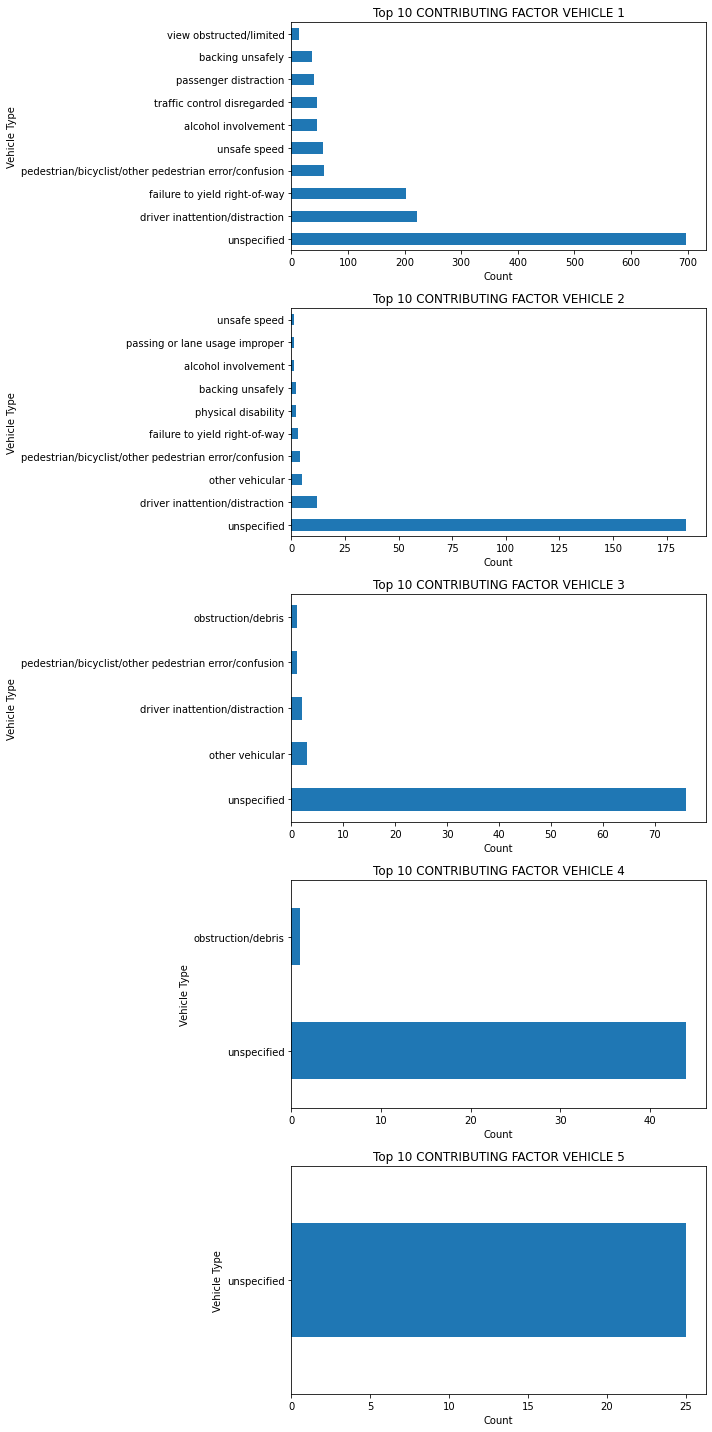 Top 10 CONTRIBUTING FACTOR VEHICLE 1
view obstructed/limited
backing unsafely
passenger distraction
traffic control disregarded
alcohol involvement
unsafe speed
pedestrian/bicyclist/other pedestrian error/confusion
failure to yield right-of-way
driver inattention/distraction
unspecified
Vehicle Type
0 100 200 300 400 500 600 700
Count
Top 10 CONTRIBUTING FACTOR VEHICLE 2
unsafe speed
passing or lane usage improper
alcohol involvement
backing unsafely
physical disability
failure to yield right-of-way
pedestrian/bicyclist/other pedestrian error/confusion
other vehicular
driver inattention/distraction
unspecified
Vehicle Type
0 25 50 75 100 125 150 175
Count
Top 10 CONTRIBUTING FACTOR VEHICLE 3
obstruction/debris
pedestrian/bicyclist/other pedestrian error/confusion
driver inattention/distraction
other vehicular
unspecified
Vehicle Type
0 10 20 30 40 50 60 70
Count
Top 10 CONTRIBUTING FACTOR VEHICLE 4
obstruction/debris
unspecified
Vehicle Type
0 10 20 30 40
Count
Top 10 CONTRIBUTING FACTOR VEHICLE 5
unspecified
Vehicle Type
0 5 10 15 20 25
Count